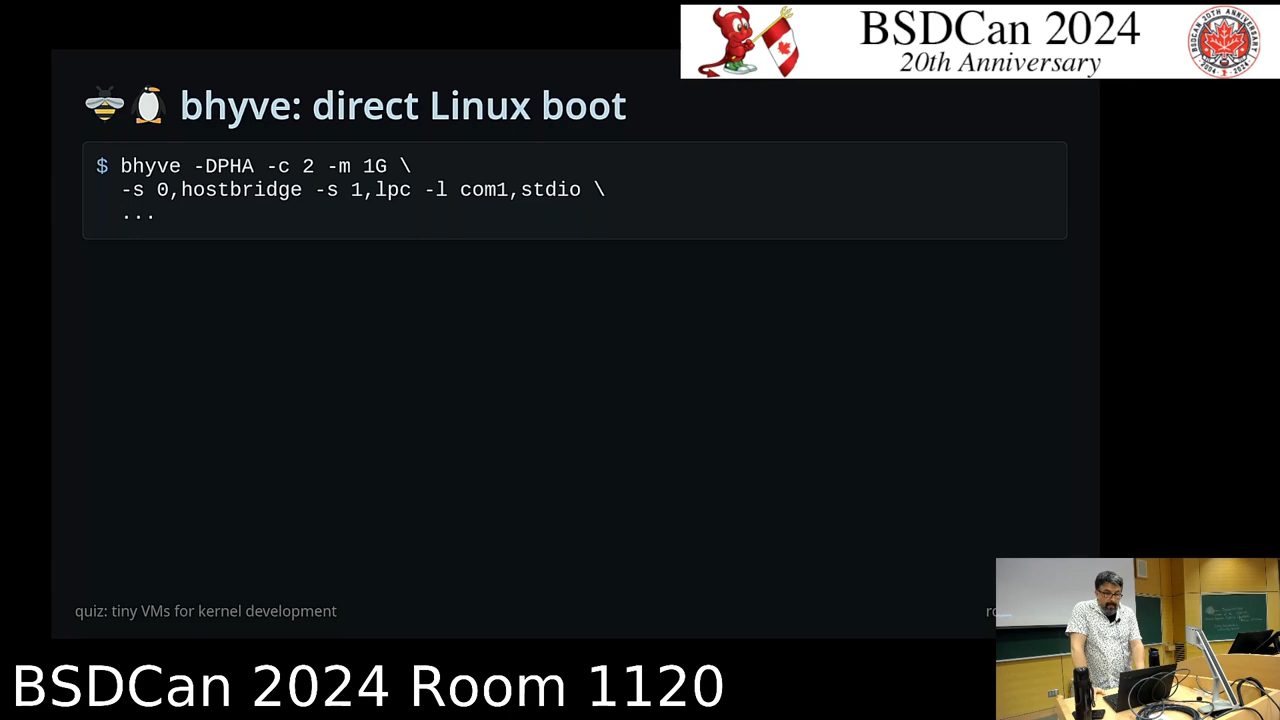 BSDCan 2024
20th Anniversary
bhyve: direct Linux boot
$ bhyve -DPHA -c 2 -m 1G \
-s 0,hostbridge -s 1,lpc -l com1,stdio \
...
quiz: tiny VMs for kernel development
BSDCan 2024 Room 1120